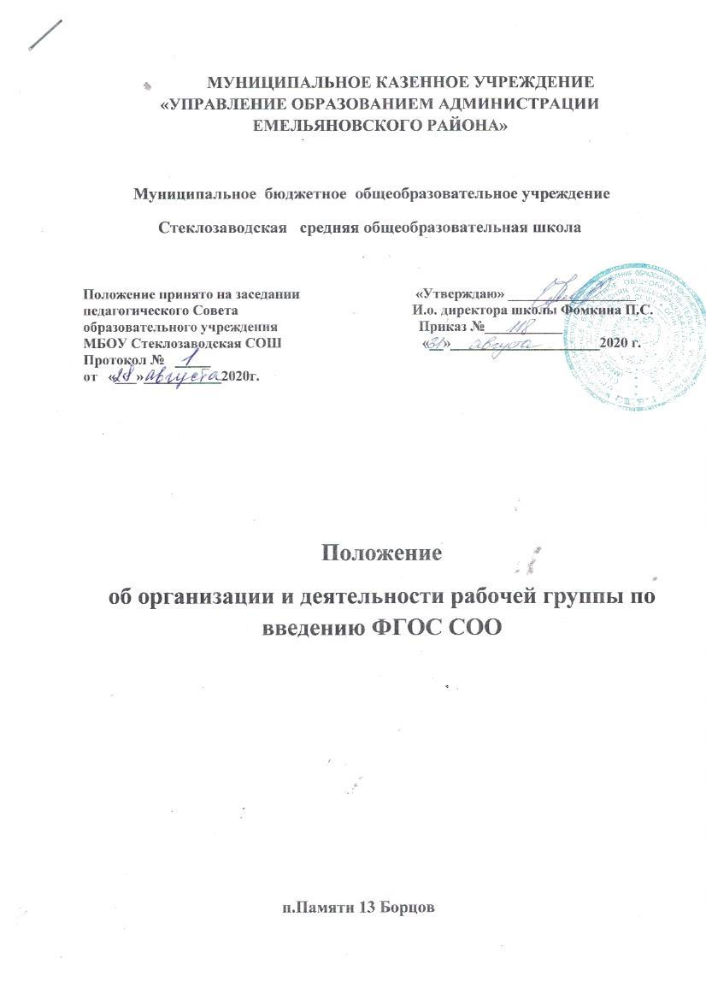 МУНИЦИПАЛЬНОЕ КАЗЕННОЕ УЧРЕЖДЕНИЕ
«УПРАВЛЕНИЕ ОБРАЗОВАНИЕМ АДМИНИСТРАЦИИ
ЕМЕЛЬЯНОВСКОГО РАЙОНА»
Муниципальное бюджетное общеобразовательное учреждение
Стеклозаводская средняя общеобразовательная школа
Положение принято на заседании
педагогического Совета
образовательного учреждения
МБОУ Стеклозаводская СОШ
Протокол № 1
от «28» августа 2020г.
«Утверждаю»
И.о. директора школы Фомкина П.С.
Приказ № 118
«31» августа 2020 г.
Положение
об организации и деятельности рабочей группы по
введению ФГОС СОО
п.Памяти 13 Борцов